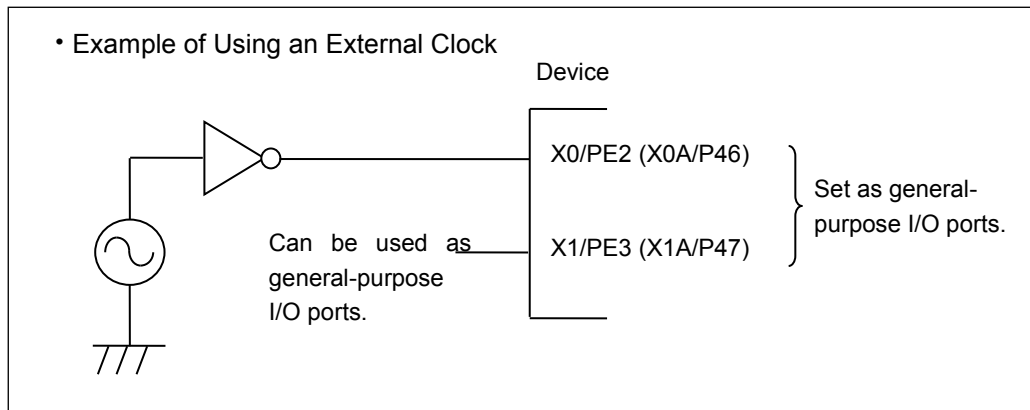 ・Example of Using an External Clock
Device
X0/PE2 (X0A/P46)
Set as general-
purpose I/O ports.
Can be used as
general-purpose
I/O ports.
X1/PE3 (X1A/P47)